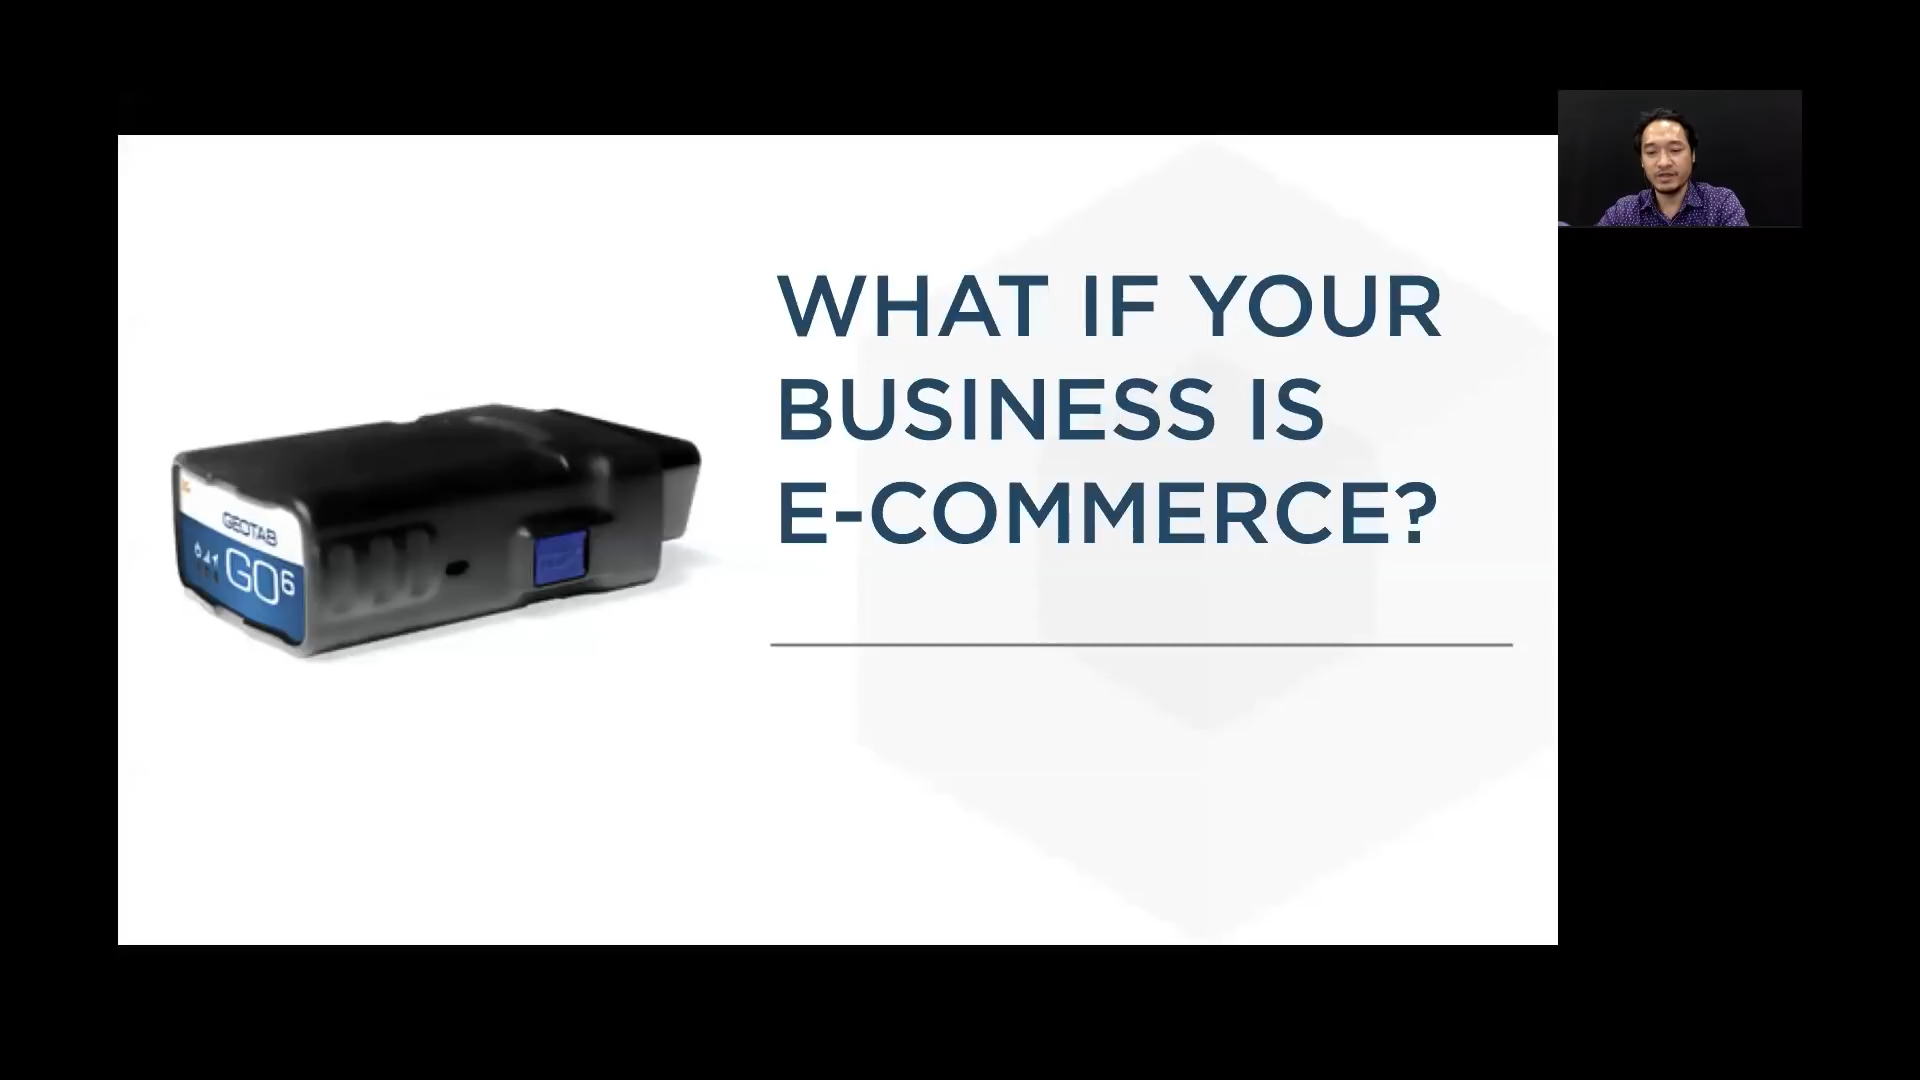 WHAT IF YOUR
BUSINESS IS
E-COMMERCE?
GEOTAB
GO6